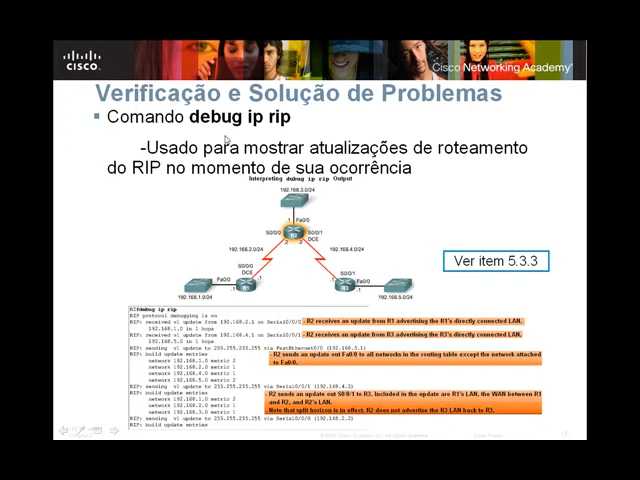 CISCO
Cisco Networking Academy®
Verificação e Solução de Problemas
▪ Comando debug ip rip
-Usado para mostrar atualizações de roteamento
do RIP no momento de sua ocorrência
Interpreting debug ip rip Output
192.168.3.0/24
.1 Fa0/0
S0/0/0 R2 S0/0/1
DCE
.2 .2
192.168.2.0/24 192.168.4.0/24
Ver item 5.3.3
S0/0/0
DCE
S0/0/1
Fa0/0 .1 .1 Fa0/0
.1 R1 R3 .1
192.168.1.0/24 192.168.5.0/24
R2#debug ip rip
RIP protocol debugging is on
RIP: received v1 update from 192.168.2.1 on Serial0/0/0 - R2 receives an update from R1 advertising the R1's directly connected LAN.
192.168.1.0 in 1 hops
RIP: received v1 update from 192.168.4.1 on Serial0/0/1 - R2 receives an update from R3 advertising the R3's directly connected LAN.
192.168.5.0 in 1 hops
RIP: sending v1 update to 255.255.255.255 via FastEthernet0/0 (192.168.3.1)
RIP: build update entries - R2 sends an update out Fa0/0 to all networks in the routing table except the network attached
network 192.168.1.0 metric 2 to Fa0/0.
network 192.168.2.0 metric 1
network 192.168.4.0 metric 1
network 192.168.5.0 metric 2
RIP: sending v1 update to 255.255.255.255 via Serial0/0/1 (192.168.4.2)
RIP: build update entries - R2 sends an update out S0/0/1 to R3. Included in the update are R1's LAN, the WAN between R1
network 192.168.1.0 metric 2 and R2, and R2's LAN.
network 192.168.2.0 metric 1 - Note that split horizon is in effect. R2 does not advertise the R3 LAN back to R3.
network 192.168.3.0 metric 1
RIP: sending v1 update to 255.255.255.255 via Serial0/0/0 (192.168.2.2)
RIP: build update entries